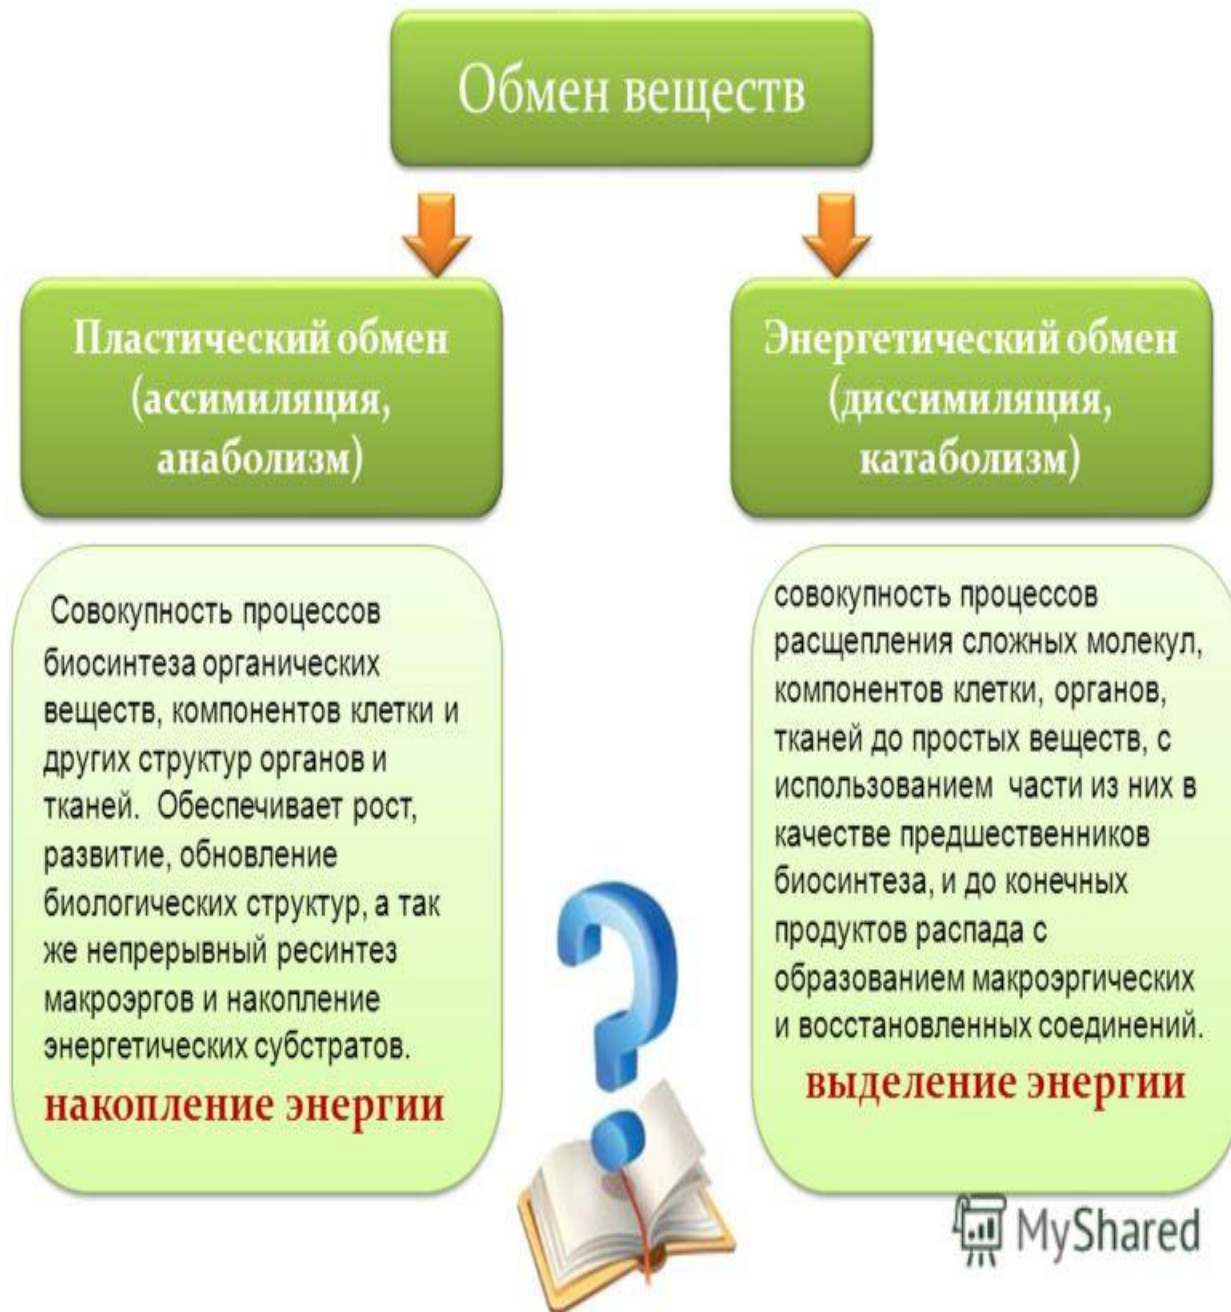 Обмен веществ
Пластический обмен
(ассимиляция,
анаболизм)
Энергетический обмен
(диссимиляция,
катаболизм)
Совокупность процессов
биосинтеза органических
веществ, компонентов клетки и
других структур органов и
тканей. Обеспечивает рост,
развитие, обновление
биологических структур, а так
же непрерывный ресинтез
макроэргов и накопление
энергетических субстратов.
накопление энергии
совокупность процессов
расщепления сложных молекул,
компонентов клетки, органов,
тканей до простых веществ, с
использованием части из них в
качестве предшественников
биосинтеза, и до конечных
продуктов распада с
образованием макроэргических
и восстановленных соединений.
выделение энергии
MyShared